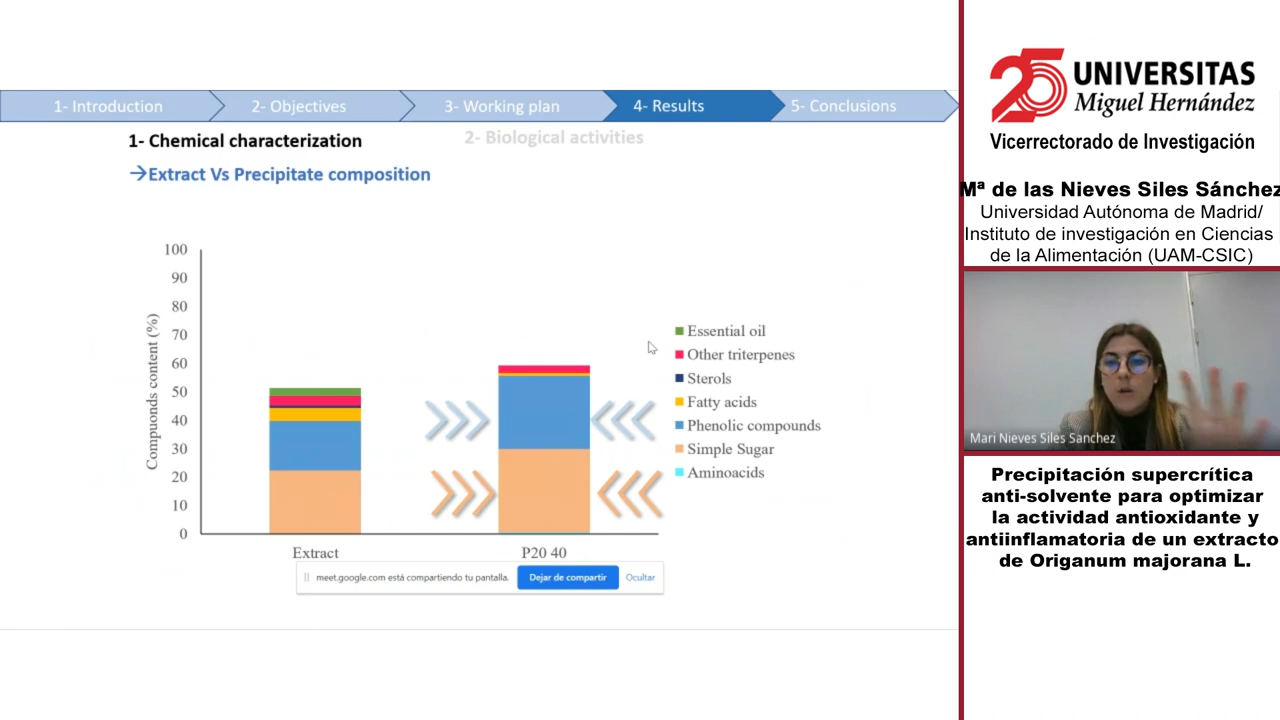 1- Introduction
2- Objectives
3- Working plan
4- Results
5- Conclusions
1- Chemical characterization
2- Biological activities
→Extract Vs Precipitate composition
Compuonds content (%)
100
90
80
70
60
50
40
30
20
10
0
Extract
P20 40
Essential oil
Other triterpenes
Sterols
Fatty acids
Phenolic compounds
Simple Sugar
Aminoacids
meet.google.com está compartiendo tu pantalla.
Dejar de compartir
Ocultar
25 UNIVERSITAS
Miguel Hernández
Vicerrectorado de Investigación
Mª de las Nieves Siles Sánchez
Universidad Autónoma de Madrid/
Instituto de investigación en Ciencias
de la Alimentación (UAM-CSIC)
Mari Nieves Siles Sanchez
Precipitación supercrítica
anti-solvente para optimizar
la actividad antioxidante y
antiinflamatoria de un extracto
de Origanum majorana L.